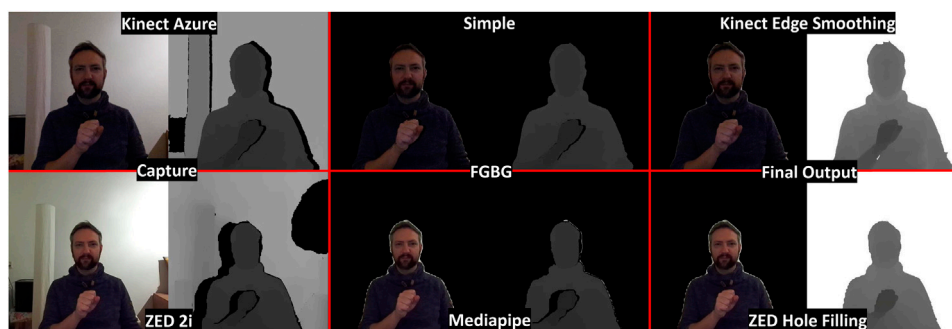 Kinect Azure
Simple
Kinect Edge Smoothing
Capture
FGBG
Final Output
ZED 2i
Mediapipe
ZED Hole Filling